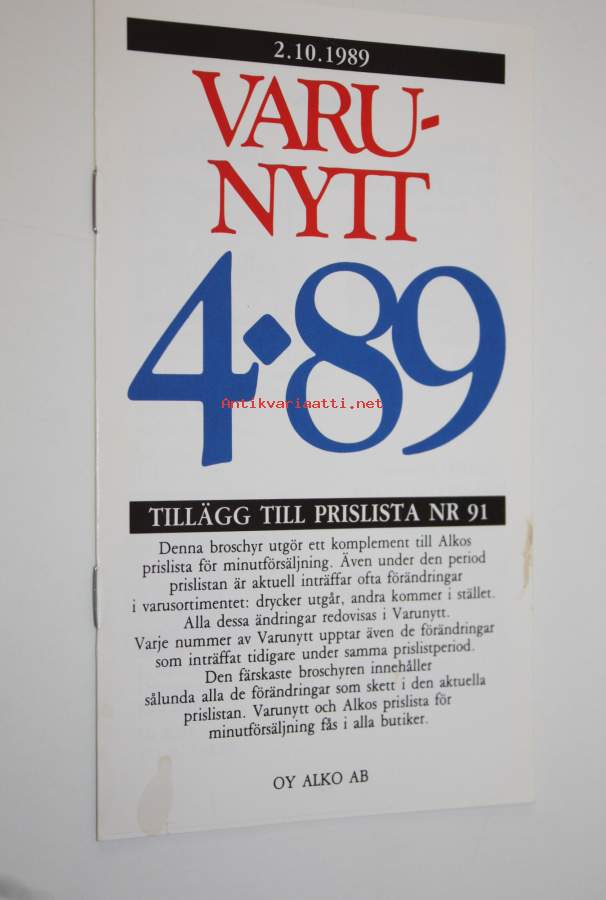 2.10.1989
VARU-
NYTT
4·89
Antikvariaatti.net
TILLÄGG TILL PRISLISTA NR 91
Denna broschyr utgör ett komplement till Alkos
prislista för minutförsäljning. Även under den period
prislistan är aktuell inträffar ofta förändringar
i varusortimentet: drycker utgår, andra kommer i stället.
Alla dessa ändringar redovisas i Varunytt.
Varje nummer av Varunytt upptar även de förändringar
som inträffat tidigare under samma prislistperiod.
Den färskaste broschyren innehåller
sålunda alla de förändringar som skett i den aktuella
prislistan. Varunytt och Alkos prislista för
minutförsäljning fås i alla butiker.
OY ALKO AB